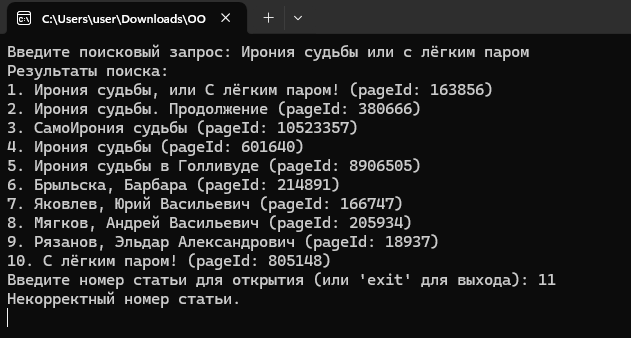 C:\Users\user\Downloads\OO
Введите поисковый запрос: Ирония судьбы или с лёгким паром
Результаты поиска:
1. Ирония судьбы, или С лёгким паром! (pageId: 163856)
2. Ирония судьбы. Продолжение (pageId: 380666)
3. СамоИрония судьбы (pageId: 10523357)
4. Ирония судьбы (pageId: 601640)
5. Ирония судьбы в Голливуде (pageId: 8906505)
6. Брыльска, Барбара (pageId: 214891)
7. Яковлев, Юрий Васильевич (pageId: 166747)
8. Мягков, Андрей Васильевич (pageId: 205934)
9. Рязанов, Эльдар Александрович (pageId: 18937)
10. С лёгким паром! (pageId: 805148)
Введите номер статьи для открытия (или 'exit' для выхода): 11
Некорректный номер статьи.